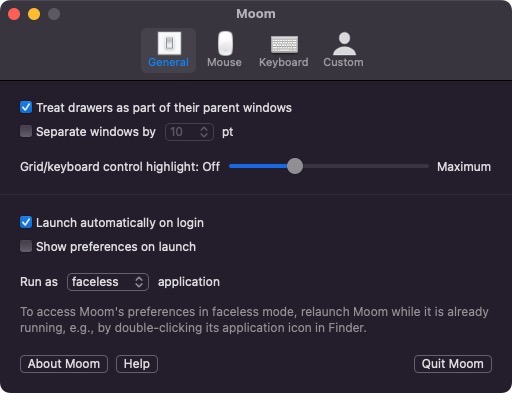 Moom
General Mouse Keyboard Custom
Treat drawers as part of their parent windows
Separate windows by 10 pt
Grid/keyboard control highlight: Off Maximum
Launch automatically on login
Show preferences on launch
Run as faceless application
To access Moom's preferences in faceless mode, relaunch Moom while it is already
running, e.g., by double-clicking its application icon in Finder.
About Moom Help Quit Moom